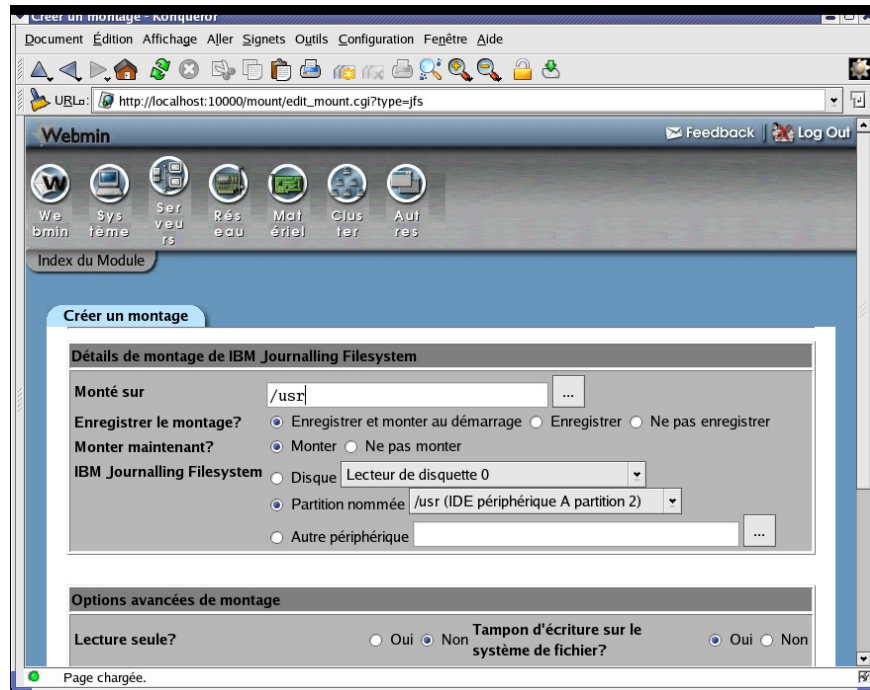 Créer un montage - Konqueror
Document Édition Affichage Aller Signets Outils Configuration Fenêtre Aide
URL: http://localhost:10000/mount/edit_mount.cgi?type=jfs
Webmin Feedback Log Out
We
bmin
Sys
tème
Ser
veu
rs
Rés
eau
Mat
ériel
Clus
ter
Aut
res
Index du Module
Créer un montage
Détails de montage de IBM Journalling Filesystem
Monté sur /usr ...
Enregistrer le montage? Enregistrer et monter au démarrage Enregistrer Ne pas enregistrer
Monter maintenant? Monter Ne pas monter
IBM Journalling Filesystem Disque Lecteur de disquette 0
Partition nommée /usr (IDE périphérique A partition 2)
Autre périphérique ...
Options avancées de montage
Lecture seule? Oui Non Tampon d'écriture sur le système de fichier? Oui Non
Page chargée.